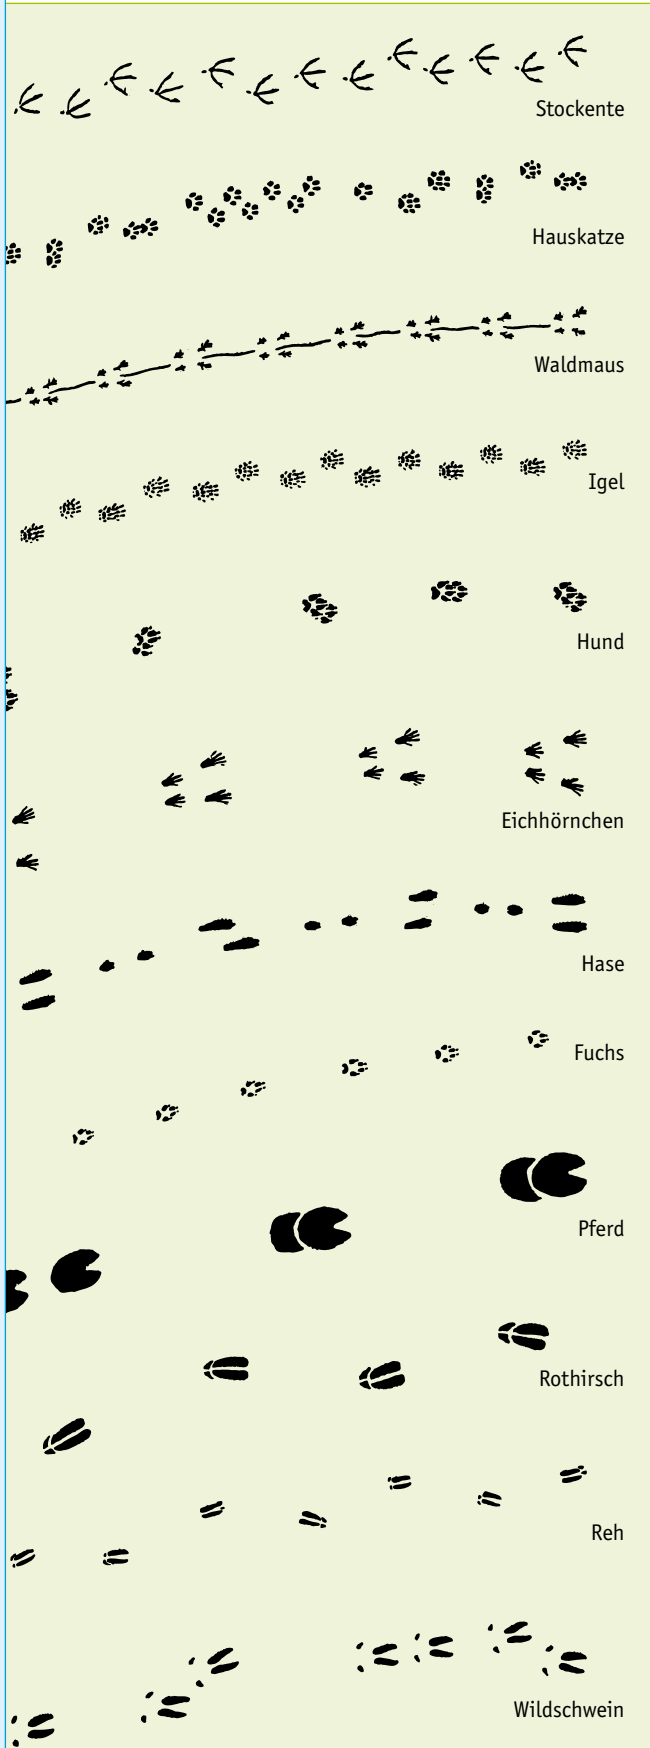 Stockente
Hauskatze
Waldmaus
Igel
Hund
Eichhörnchen
Hase
Fuchs
Pferd
Rothirsch
Reh
Wildschwein